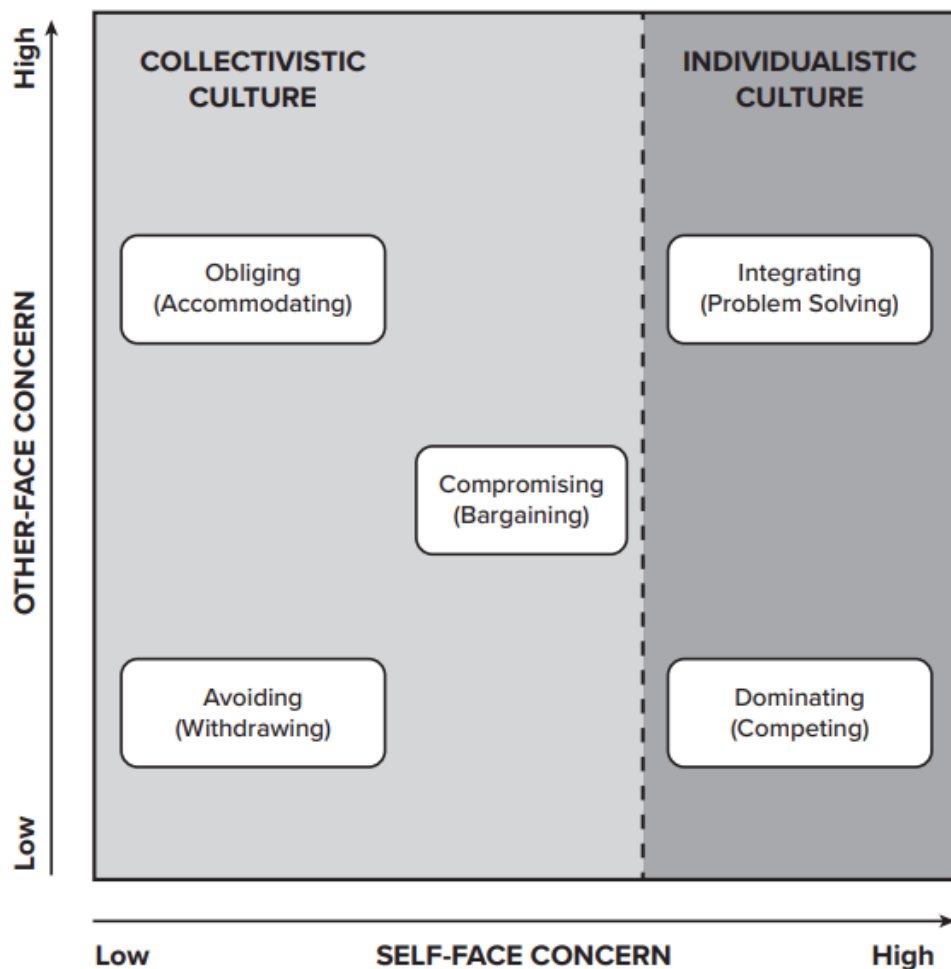 High
COLLECTIVISTIC
CULTURE
INDIVIDUALISTIC
CULTURE
Obliging
(Accommodating)
Integrating
(Problem Solving)
OTHER-FACE CONCERN
Compromising
(Bargaining)
Avoiding
(Withdrawing)
Dominating
(Competing)
Low
Low
SELF-FACE CONCERN
High